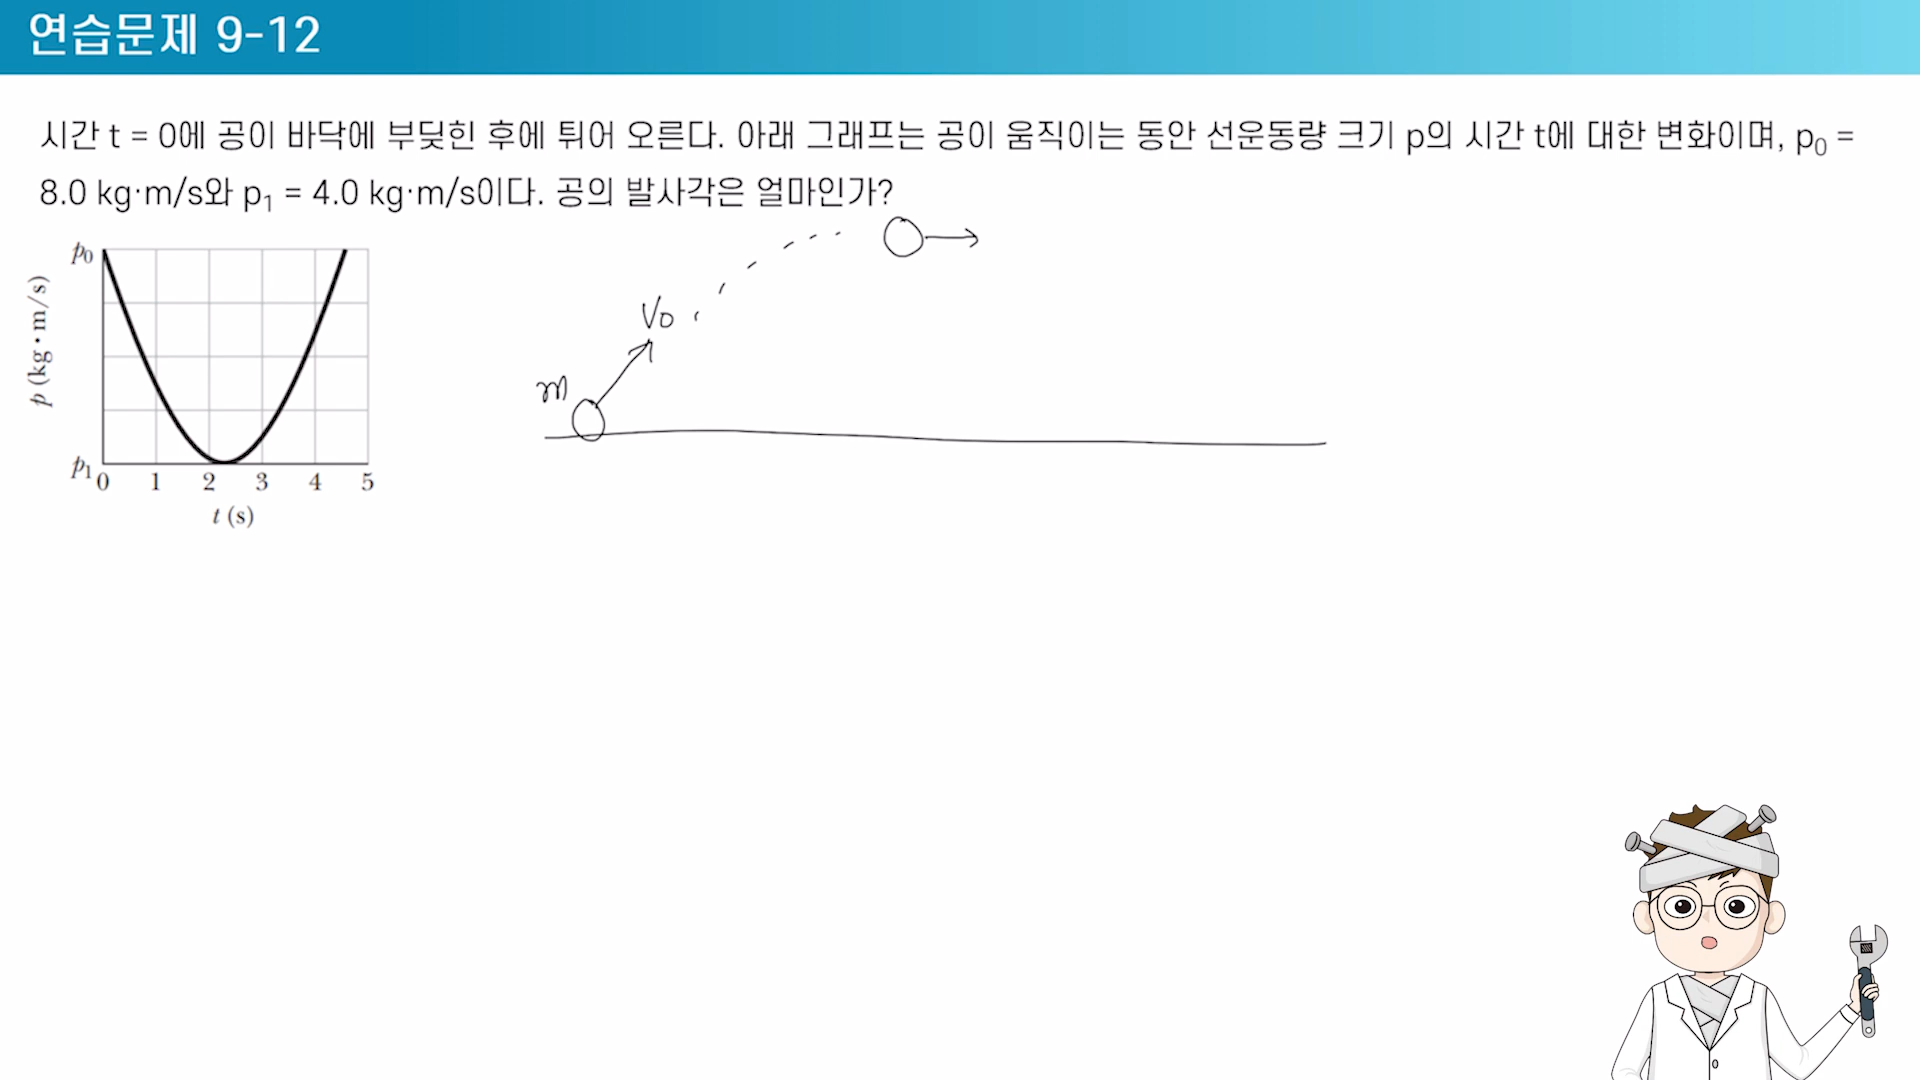 연습문제 9-12
시간 t = 0에 공이 바닥에 부딪힌 후에 튀어 오른다. 아래 그래프는 공이 움직이는 동안 선운동량 크기 p의 시간 t에 대한 변화이며, p₀ =
8.0 kg·m/s와 p₁ = 4.0 kg·m/s이다. 공의 발사각은 얼마인가?
p₀
p (kg • m/s)
p₁
0 1 2 3 4 5
t (s)
V₀
m